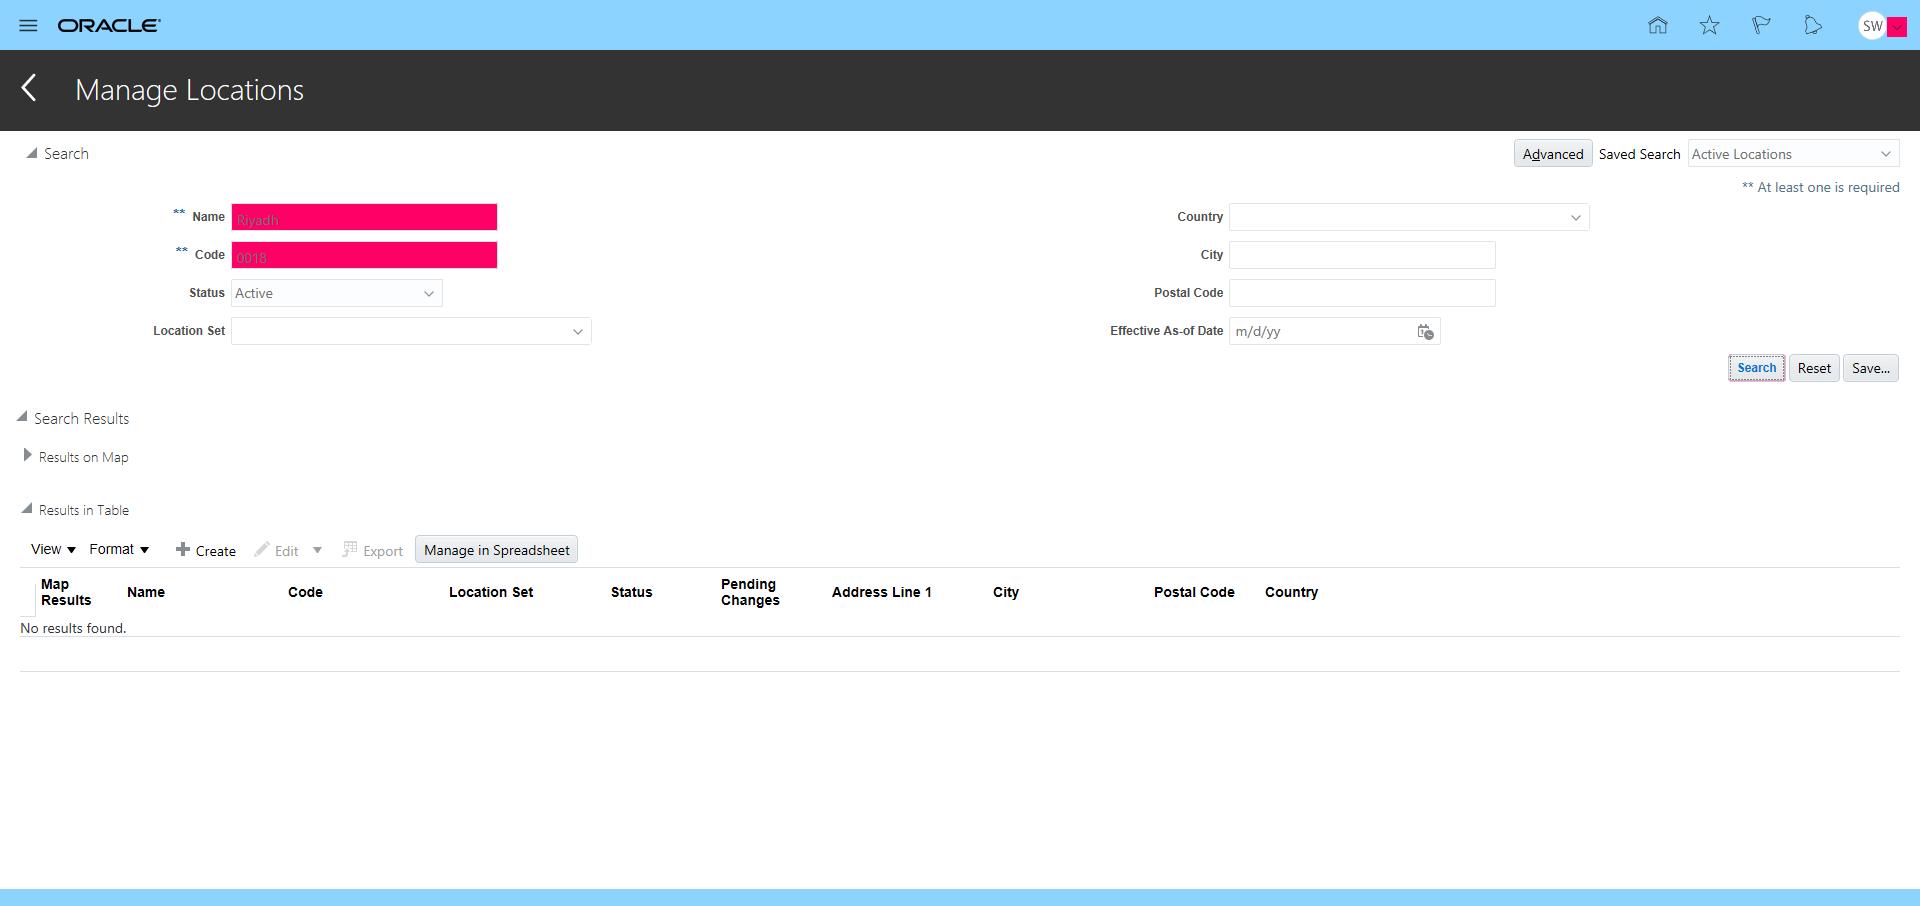 ORACLE
SW
Manage Locations
Search
Advanced Saved Search Active Locations
** At least one is required
** Name Riyadh
Country
** Code 0018
City
Status Active
Postal Code
Location Set
Effective As-of Date m/d/yy
Search Reset Save...
Search Results
Results on Map
Results in Table
View Format Create Edit Export Manage in Spreadsheet
Map Results Name Code Location Set Status Pending Changes Address Line 1 City Postal Code Country
No results found.